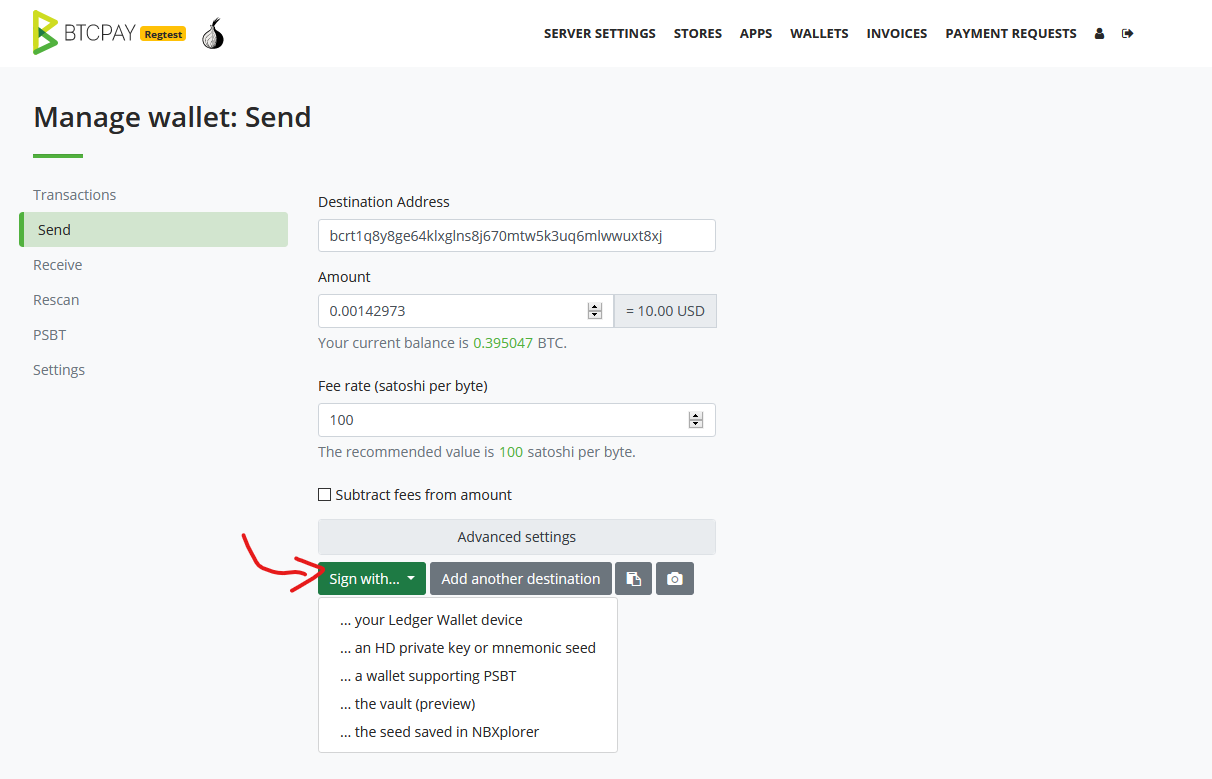 BTCPAY Regtest
SERVER SETTINGS STORES APPS WALLETS INVOICES PAYMENT REQUESTS
Manage wallet: Send
Transactions
Send
Receive
Rescan
PSBT
Settings
Destination Address
bcrt1q8y8ge64klxglns8j670mtw5k3uq6mlwwuxt8xj
Amount
0.00142973 = 10.00 USD
Your current balance is 0.395047 BTC.
Fee rate (satoshi per byte)
100
The recommended value is 100 satoshi per byte.
Subtract fees from amount
Advanced settings
Sign with... Add another destination
... your Ledger Wallet device
... an HD private key or mnemonic seed
... a wallet supporting PSBT
... the vault (preview)
... the seed saved in NBXplorer